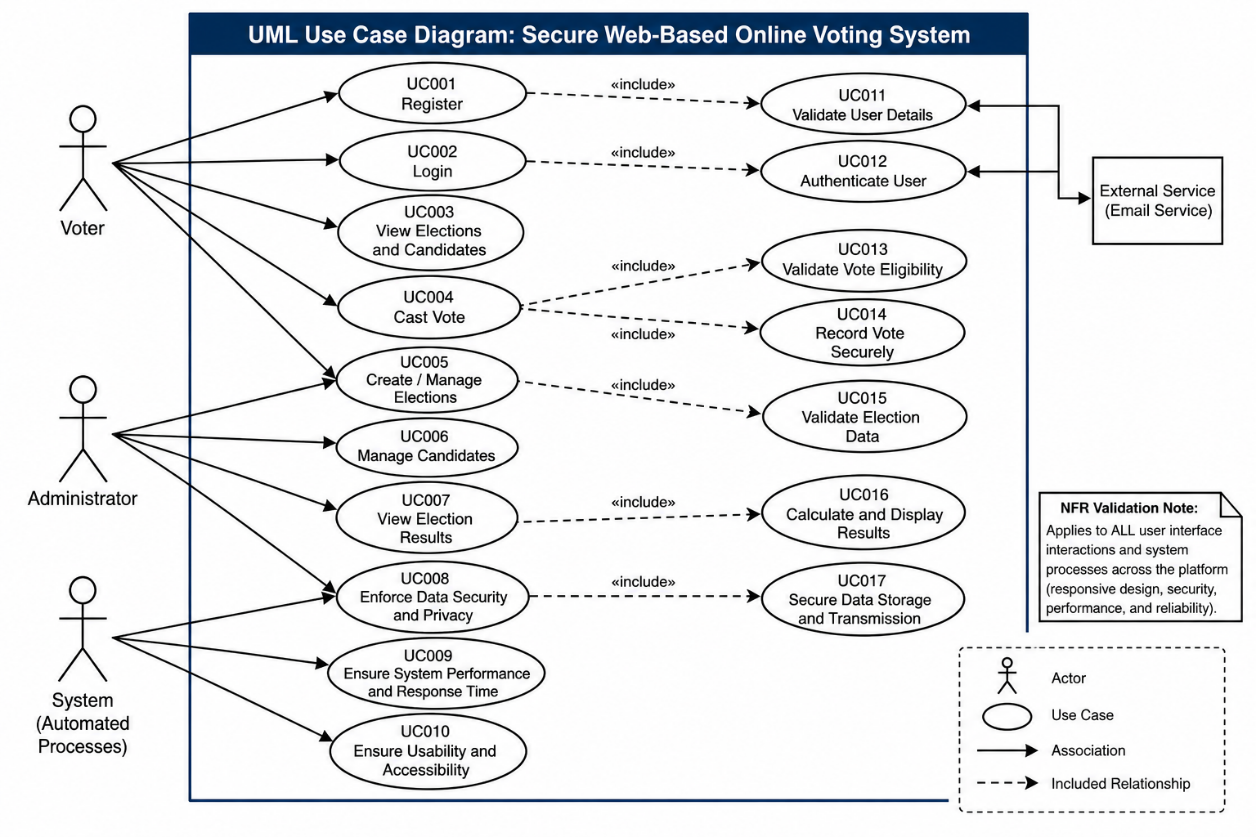 UML Use Case Diagram: Secure Web-Based Online Voting System
UC001
Register
«include»
UC011
Validate User Details
UC002
Login
«include»
UC012
Authenticate User
External Service
(Email Service)
Voter
UC003
View Elections
and Candidates
UC004
Cast Vote
«include»
UC013
Validate Vote Eligibility
«include»
UC014
Record Vote
Securely
UC005
Create / Manage
Elections
«include»
UC015
Validate Election
Data
Administrator
UC006
Manage Candidates
UC007
View Election
Results
«include»
UC016
Calculate and Display
Results
NFR Validation Note:
Applies to ALL user interface
interactions and system
processes across the platform
(responsive design, security,
performance, and reliability).
UC008
Enforce Data Security
and Privacy
«include»
UC017
Secure Data Storage
and Transmission
System
(Automated
Processes)
UC009
Ensure System Performance
and Response Time
UC010
Ensure Usability and
Accessibility
Actor
Use Case
Association
Included Relationship